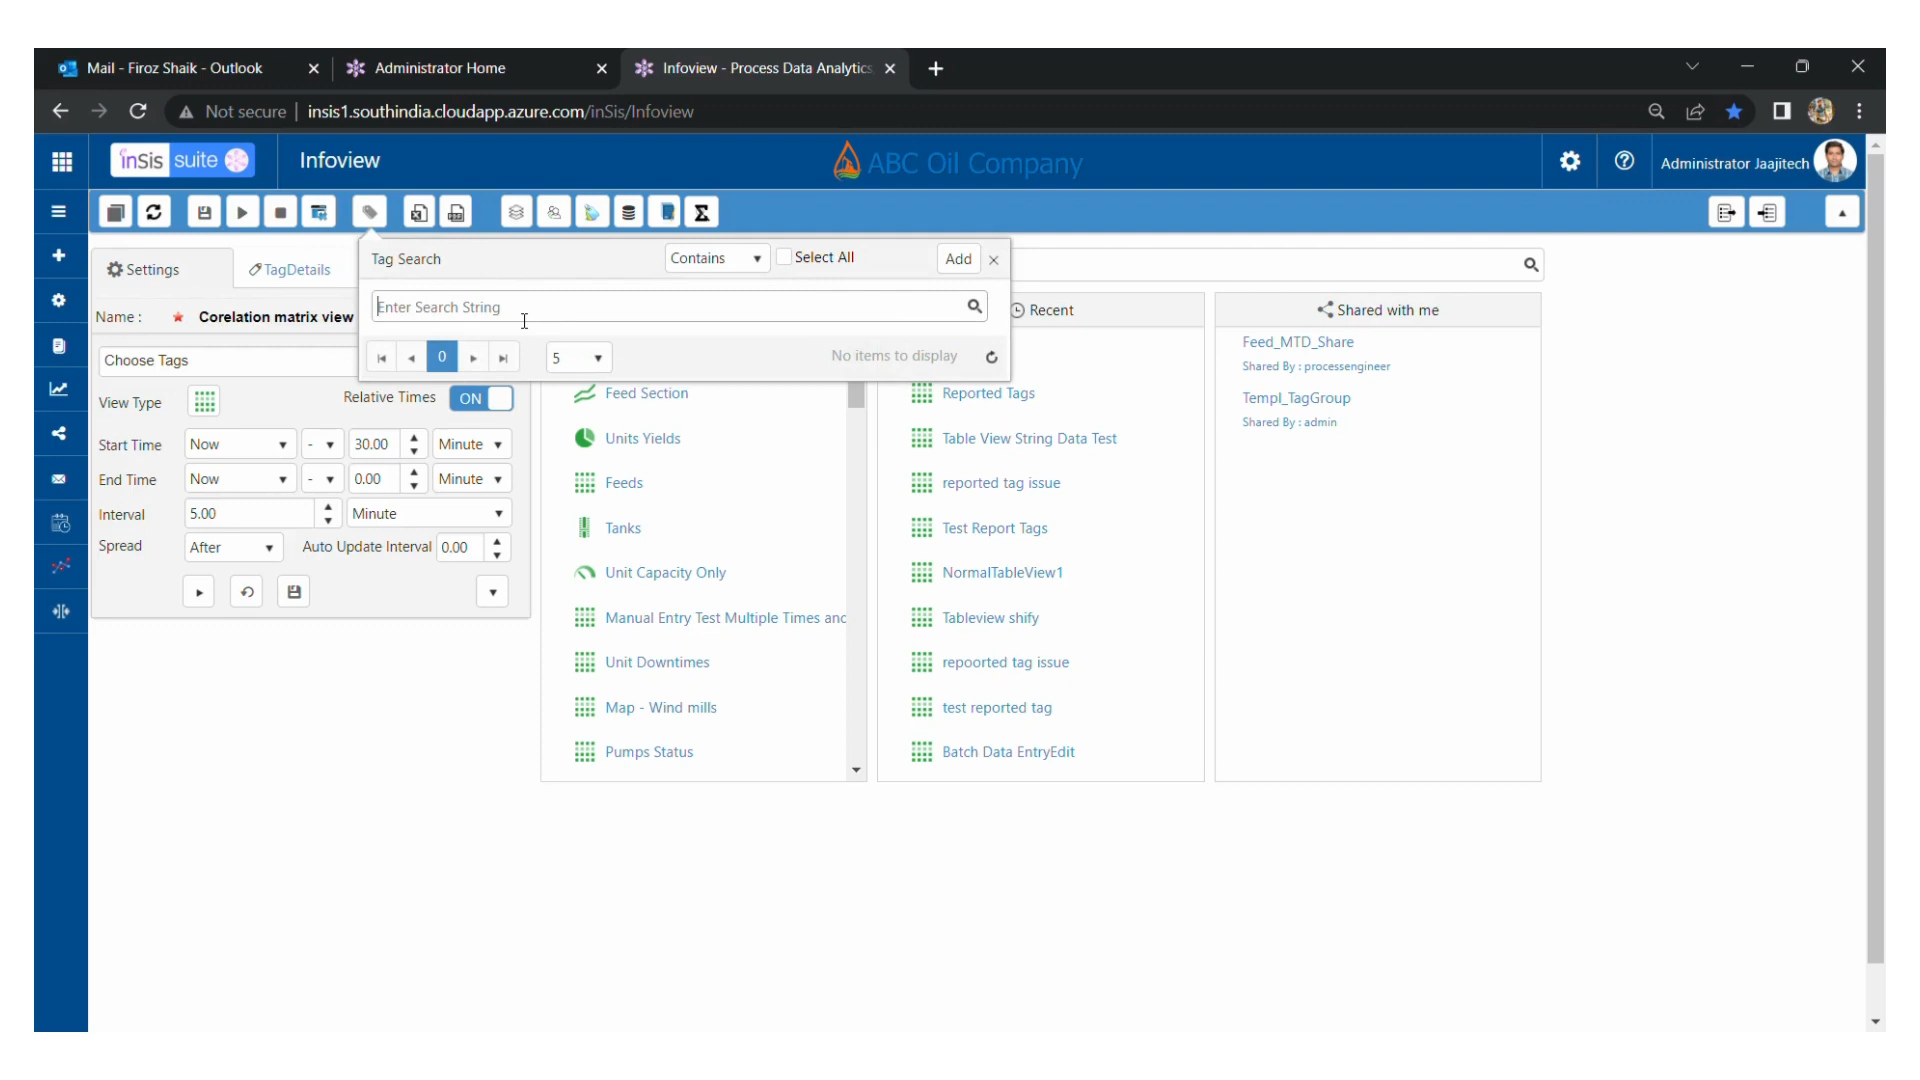 Mail - Firoz Shaik - Outlook
Administrator Home
Infoview - Process Data Analytics
Not secure
insis1.southindia.cloudapp.azure.com/inSis/Infoview
inSis suite
Infoview
ABC Oil Company
Administrator Jaajitech
Settings
TagDetails
Tag Search
Contains
Select All
Add
Enter Search String
0
5
No items to display
Name : Corelation matrix view
Choose Tags
View Type
Relative Times ON
Start Time Now - 30.00 Minute
End Time Now - 0.00 Minute
Interval 5.00 Minute
Spread After Auto Update Interval 0.00
Feed Section
Units Yields
Feeds
Tanks
Unit Capacity Only
Manual Entry Test Multiple Times and
Unit Downtimes
Map - Wind mills
Pumps Status
Recent
Reported Tags
Table View String Data Test
reported tag issue
Test Report Tags
NormalTableView1
Tableview shify
repoorted tag issue
test reported tag
Batch Data EntryEdit
Shared with me
Feed_MTD_Share
Shared By : processengineer
Templ_TagGroup
Shared By : admin